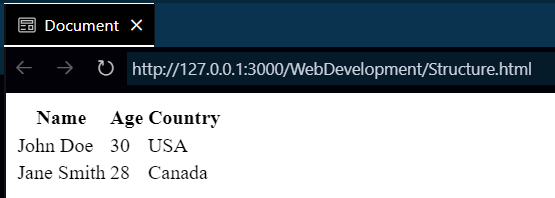 Document
http://127.0.0.1:3000/WebDevelopment/Structure.html
Name Age Country
John Doe 30 USA
Jane Smith 28 Canada